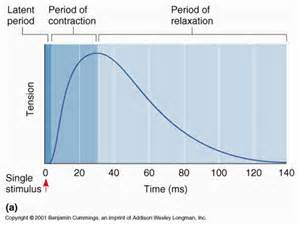 Latent period
Period of contraction
Period of relaxation
Tension
Single stimulus
0 20 40 60 80 100 120 140
Time (ms)
(a)
Copyright © 2001 Benjamin Cummings, an imprint of Addison Wesley Longman, Inc.